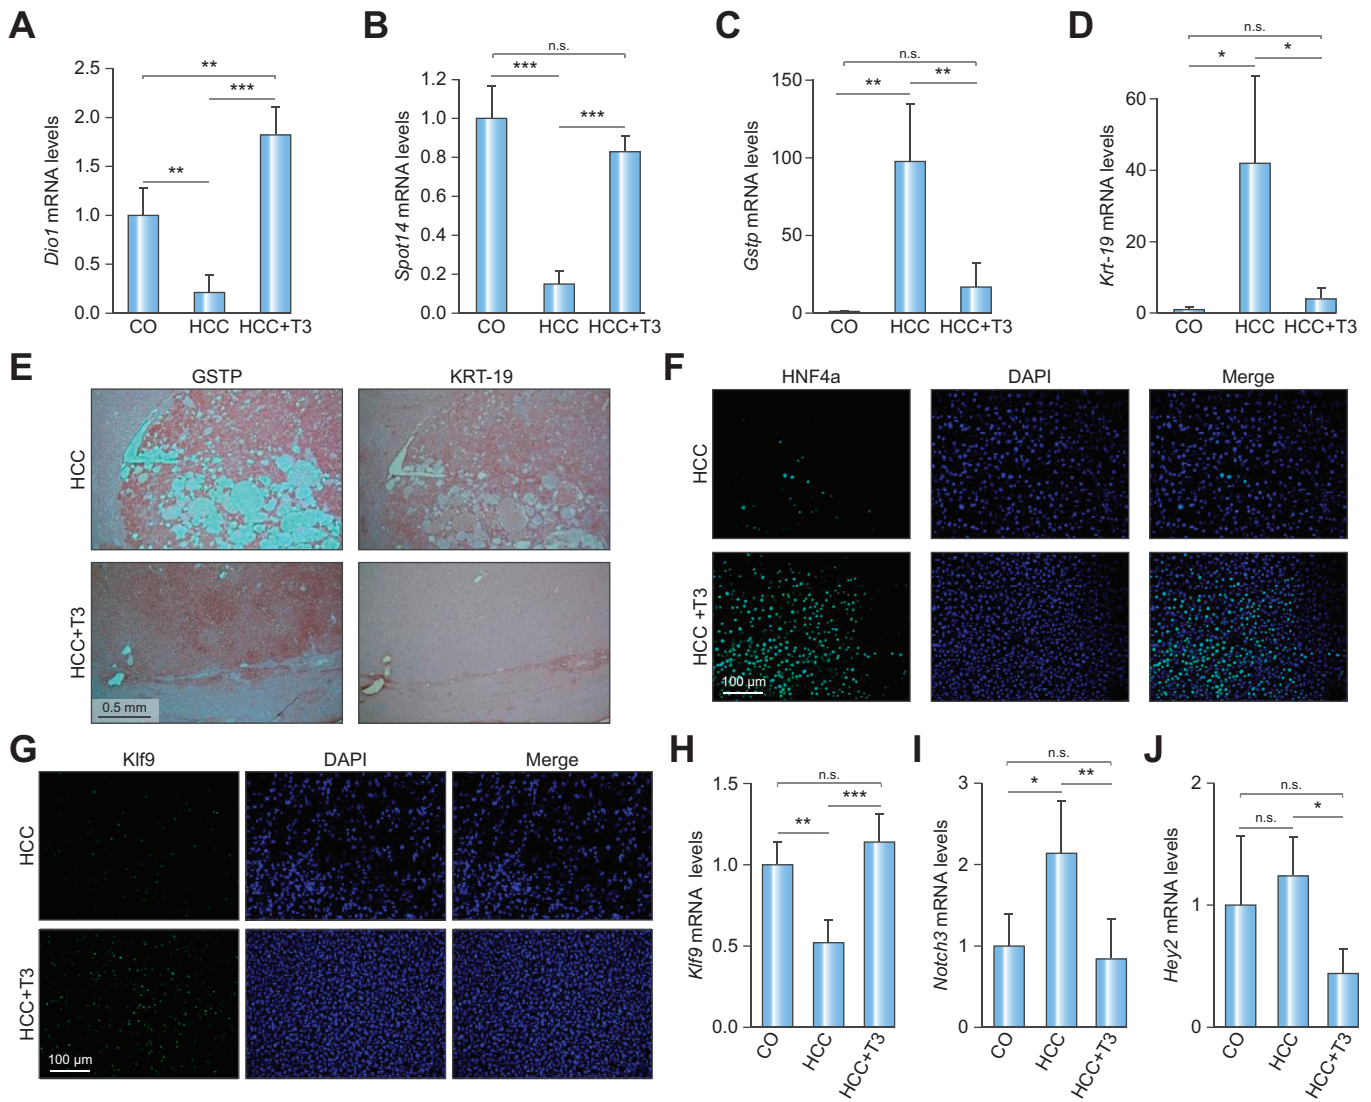 A
Dio1 mRNA levels
2.5
2.0
1.5
1.0
0.5
0.0
**
***
**
CO HCC HCC+T3
B
Spot14 mRNA levels
1.2
1.0
0.8
0.6
0.4
0.2
0.0
n.s.
***
***
CO HCC HCC+T3
C
Gstp mRNA levels
150
100
50
0
n.s.
**
**
CO HCC HCC+T3
D
Krt-19 mRNA levels
60
40
20
0
n.s.
*
*
CO HCC HCC+T3
E
GSTP KRT-19
HCC
HCC+T3
0.5 mm
F
HNF4a DAPI Merge
HCC
HCC +T3
100 µm
G
Klf9 DAPI Merge
HCC
HCC+T3
100 µm
H
Klf9 mRNA levels
1.5
1.0
0.5
0.0
n.s.
***
**
CO HCC HCC+T3
I
Notch3 mRNA levels
3
2
1
0
n.s.
**
*
CO HCC HCC+T3
J
Hey2 mRNA levels
2
1
0
n.s.
*
n.s.
CO HCC HCC+T3